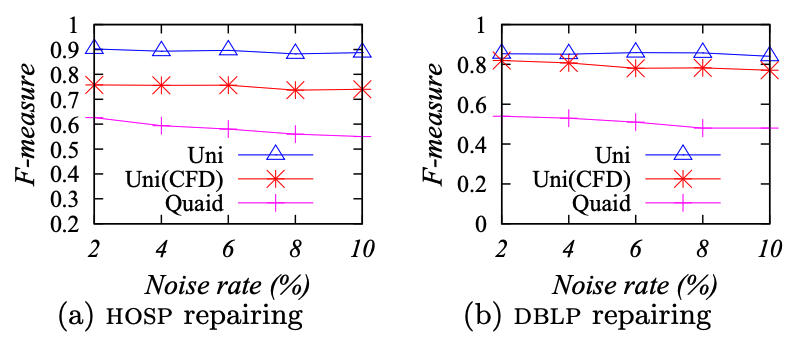 1
0.9
0.8
0.7
0.6
0.5
0.4
0.3
0.2
F-measure
Uni
Uni(CFD)
Quaid
2 4 6 8 10
Noise rate (%)
(a) HOSP repairing
1
0.8
0.6
0.4
0.2
0
F-measure
Uni
Uni(CFD)
Quaid
2 4 6 8 10
Noise rate (%)
(b) DBLP repairing